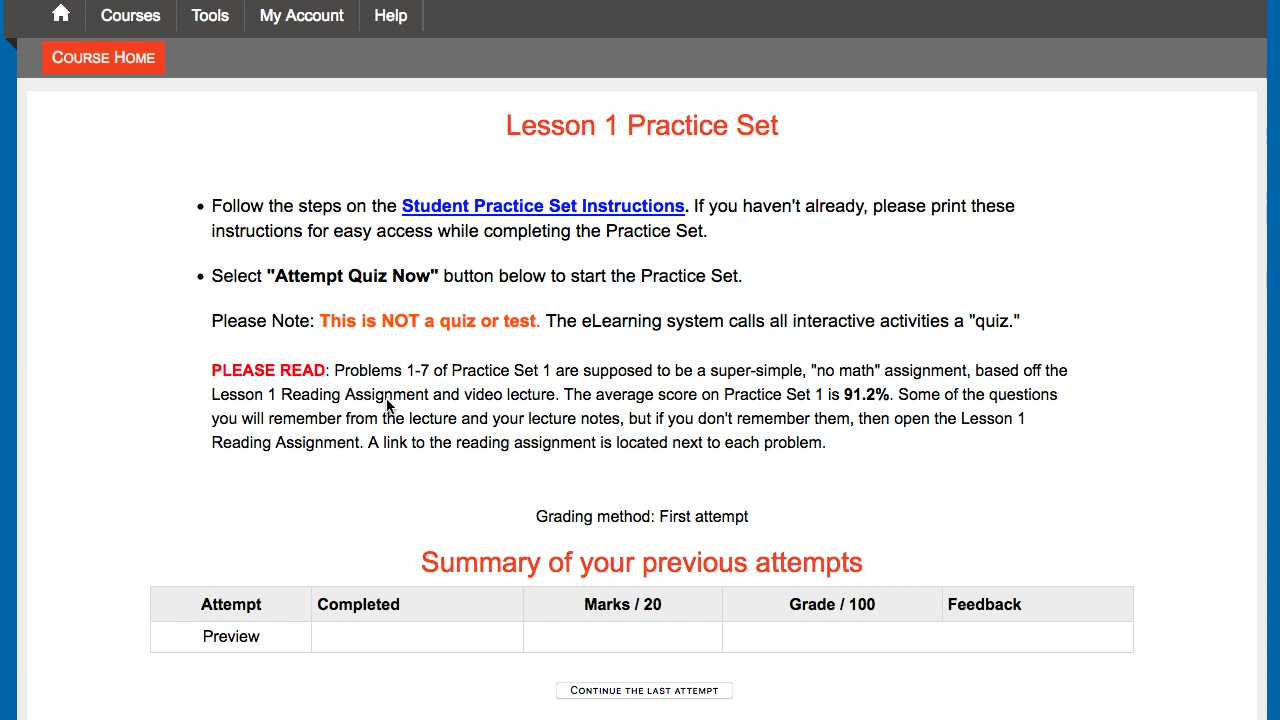 Courses Tools My Account Help
COURSE HOME
Lesson 1 Practice Set
• Follow the steps on the Student Practice Set Instructions. If you haven't already, please print these
instructions for easy access while completing the Practice Set.
• Select "Attempt Quiz Now" button below to start the Practice Set.
Please Note: This is NOT a quiz or test. The eLearning system calls all interactive activities a "quiz."
PLEASE READ: Problems 1-7 of Practice Set 1 are supposed to be a super-simple, "no math" assignment, based off the
Lesson 1 Reading Assignment and video lecture. The average score on Practice Set 1 is 91.2%. Some of the questions
you will remember from the lecture and your lecture notes, but if you don't remember them, then open the Lesson 1
Reading Assignment. A link to the reading assignment is located next to each problem.
Grading method: First attempt
Summary of your previous attempts
Attempt Completed Marks / 20 Grade / 100 Feedback
Preview
CONTINUE THE LAST ATTEMPT